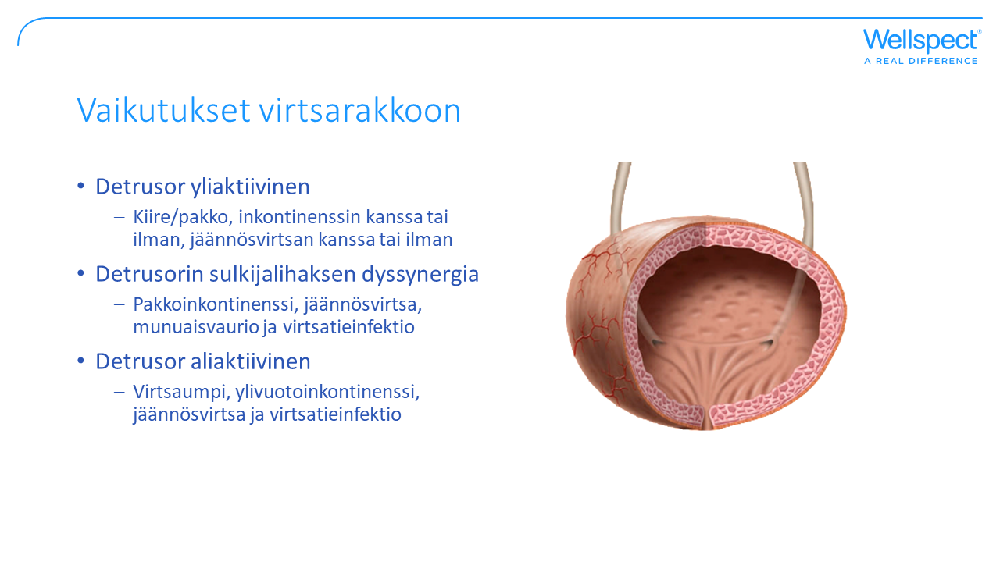 Wellspect®
A REAL DIFFERENCE
Vaikutukset virtsarakkoon
• Detrusor yliaktiivinen
– Kiire/pakko, inkontinenssin kanssa tai
ilman, jäännösvirtsan kanssa tai ilman
• Detrusorin sulkijalihaksen dyssynergia
– Pakkoinkontinenssi, jäännösvirtsa,
munuaisvaurio ja virtsatieinfektio
• Detrusor aliaktiivinen
– Virtsaumpi, ylivuotoinkontinenssi,
jäännösvirtsa ja virtsatieinfektio